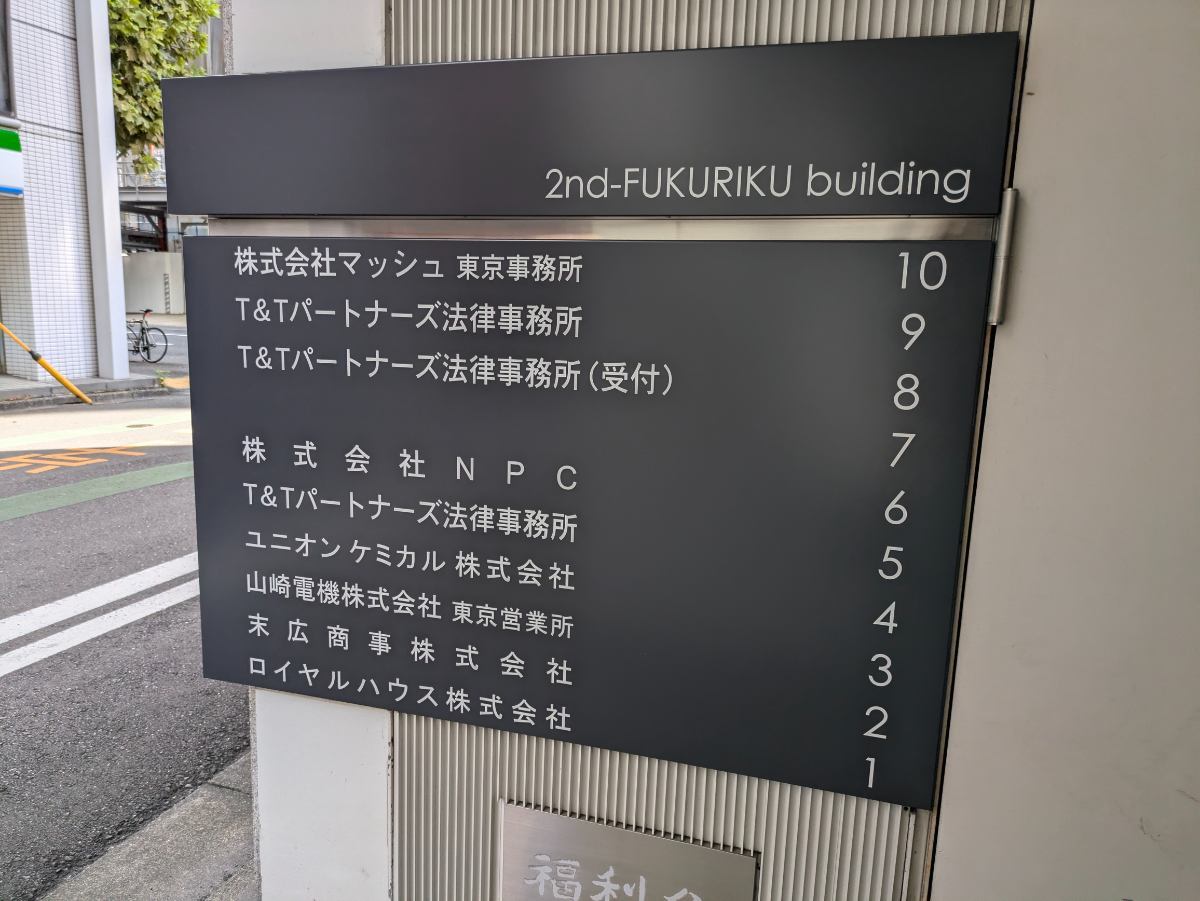 2nd-FUKURIKU building
株式会社マッシュ 東京事務所 10
T&Tパートナーズ法律事務所 9
T&Tパートナーズ法律事務所(受付) 8
7
株式会社NPC 6
T&Tパートナーズ法律事務所 5
ユニオン ケミカル 株式会社 4
山崎電機株式会社 東京営業所 3
末広商事株式会社 2
ロイヤルハウス株式会社 1
福利